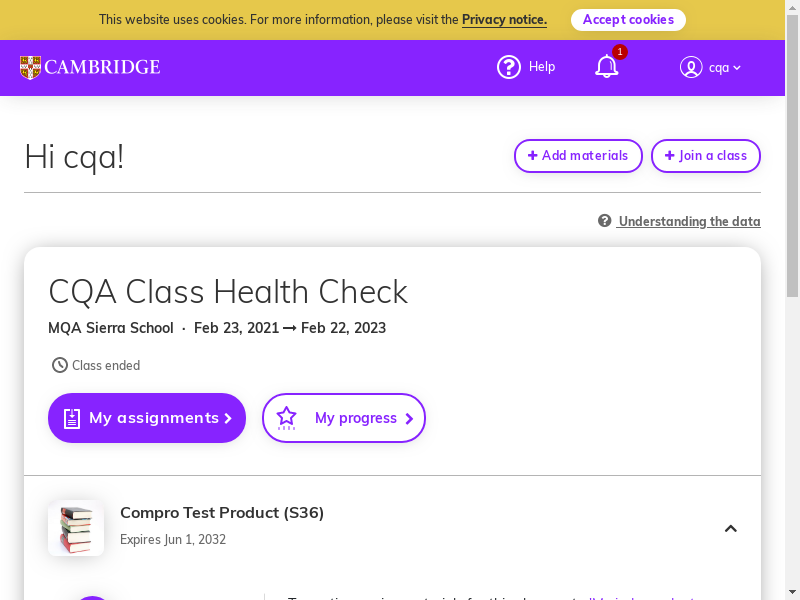 This website uses cookies. For more information, please visit the Privacy notice.
Accept cookies
CAMBRIDGE
Help
1
cqa
Hi cqa!
Add materials
Join a class
Understanding the data
CQA Class Health Check
MQA Sierra School · Feb 23, 2021 → Feb 22, 2023
Class ended
My assignments
My progress
Compro Test Product (S36)
Expires Jun 1, 2032